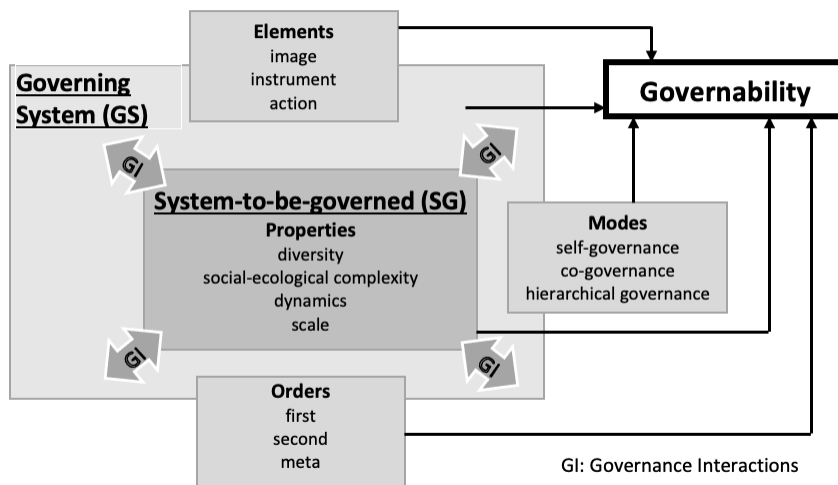 Elements
image
instrument
action
Governing
System (GS)
Governability
GI
GI
System-to-be-governed (SG)
Properties
diversity
social-ecological complexity
dynamics
scale
Modes
self-governance
co-governance
hierarchical governance
GI
GI
Orders
first
second
meta
GI: Governance Interactions